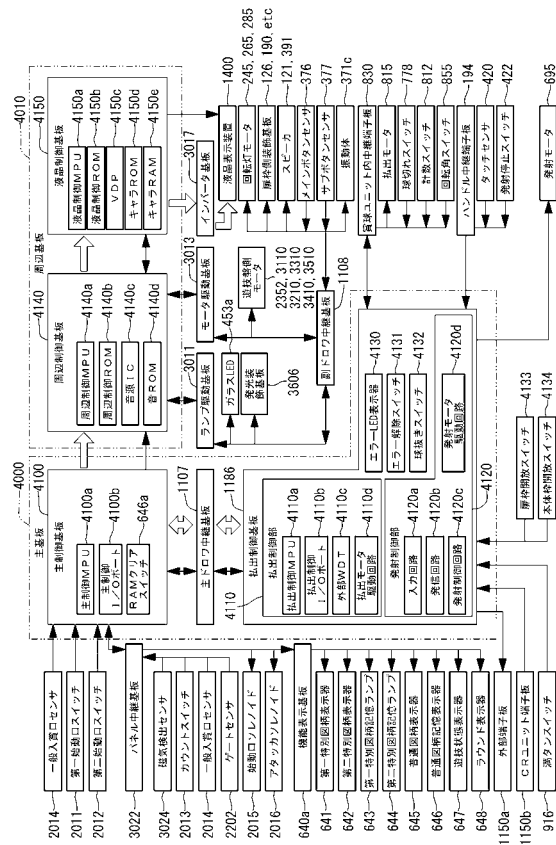 4000
主基板
4100
主制御基板
主制御MPU
4100a
主制御I/Oポート
4100b
RAMクリアスイッチ
646a
周辺基板
4010
4140
周辺制御基板
周辺制御MPU
4140a
周辺制御ROM
4140b
音源IC
4140c
音ROM
4140d
液晶制御基板
4150
液晶制御MPU
4150a
液晶制御ROM
4150b
VDP
4150c
キャラROM
4150d
キャラRAM
4150e
一般入賞口センサ
2014
第一始動口スイッチ
2011
第二始動口スイッチ
2012
パネル中継基板
3022
磁気検出センサ
3024
カウントスイッチ
2013
一般入賞口センサ
2014
ゲートセンサ
2202
始動口ソレノイド
2015
アタッカソレノイド
2016
機能表示基板
640a
第一特別図柄表示器
641
第二特別図柄表示器
642
第一特別図柄記憶ランプ
643
第二特別図柄記憶ランプ
644
普通図柄表示器
645
普通図柄記憶表示器
646
遊技状態表示器
647
ラウンド表示器
648
外部端子板
1150a
CRユニット端子板
1150b
満タンスイッチ
916
主ドロワ中継基板
1107
1186
払出制御基板
4110
払出制御部
払出制御MPU
4110a
払出制御I/Oポート
4110b
外部WDT
4110c
払出モータ駆動回路
4110d
発射制御部
4120
入力回路
4120a
発信回路
4120b
発射制御回路
4120c
発射モータ駆動回路
4120d
エラーLED表示器
4130
エラー解除スイッチ
4131
球抜きスイッチ
4132
扉枠開放スイッチ
4133
本体枠開放スイッチ
4134
ランプ駆動基板
3011
モータ駆動基板
3013
インバータ基板
3017
ガラスLED
453a
発光装飾基板
3606
遊技盤側モータ
2352, 3110
3210, 3310
3410, 3510
副ドロワ中継基板
1108
液晶表示装置
1400
回転灯モータ
245, 265, 285
扉枠側装飾基板
126, 190, etc
スピーカ
121, 391
メインボタンセンサ
376
サブボタンセンサ
377
振動体
371c
賞球ユニット内中継端子板
830
払出モータ
815
球切れスイッチ
778
計数スイッチ
812
回転角スイッチ
855
ハンドル中継端子板
194
タッチセンサ
420
発射停止スイッチ
422
発射モータ
695